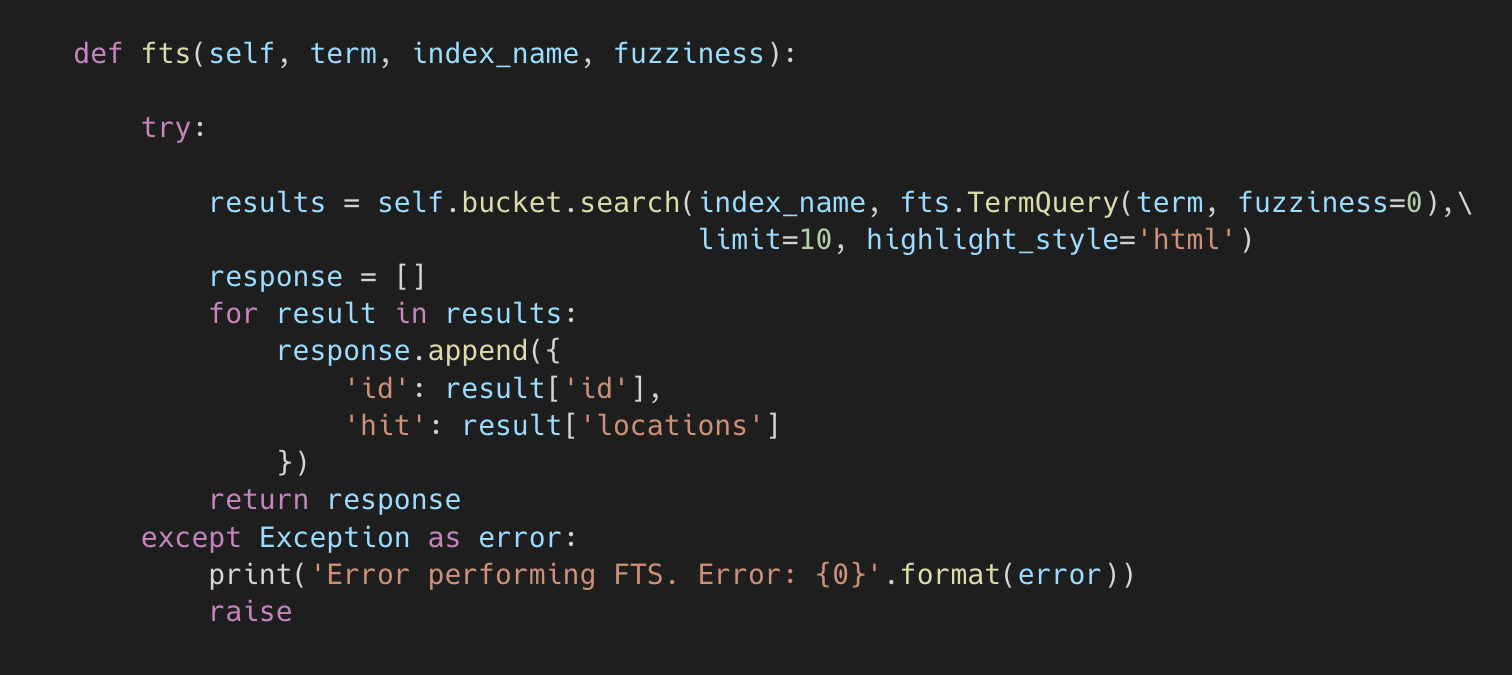 def fts(self, term, index_name, fuzziness):
try:
results = self.bucket.search(index_name, fts.TermQuery(term, fuzziness=0),\
limit=10, highlight_style='html')
response = []
for result in results:
response.append({
'id': result['id'],
'hit': result['locations']
})
return response
except Exception as error:
print('Error performing FTS. Error: {0}'.format(error))
raise